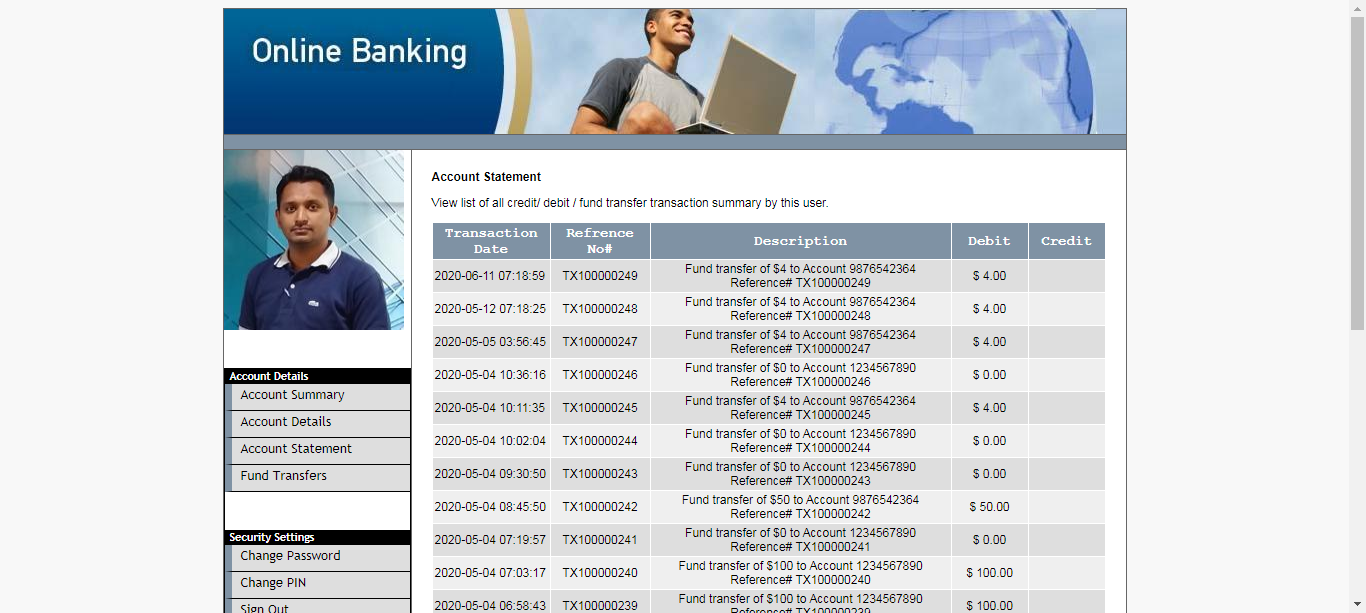 Online Banking
Account Statement
View list of all credit/ debit / fund transfer transaction summary by this user.
Transaction Date Refrence No# Description Debit Credit
2020-06-11 07:18:59 TX100000249 Fund transfer of $4 to Account 9876542364 Reference# TX100000249 $ 4.00
2020-05-12 07:18:25 TX100000248 Fund transfer of $4 to Account 9876542364 Reference# TX100000248 $ 4.00
2020-05-05 03:56:45 TX100000247 Fund transfer of $4 to Account 9876542364 Reference# TX100000247 $ 4.00
2020-05-04 10:36:16 TX100000246 Fund transfer of $0 to Account 1234567890 Reference# TX100000246 $ 0.00
2020-05-04 10:11:35 TX100000245 Fund transfer of $4 to Account 9876542364 Reference# TX100000245 $ 4.00
2020-05-04 10:02:04 TX100000244 Fund transfer of $0 to Account 1234567890 Reference# TX100000244 $ 0.00
2020-05-04 09:30:50 TX100000243 Fund transfer of $0 to Account 1234567890 Reference# TX100000243 $ 0.00
2020-05-04 08:45:50 TX100000242 Fund transfer of $50 to Account 9876542364 Reference# TX100000242 $ 50.00
2020-05-04 07:19:57 TX100000241 Fund transfer of $0 to Account 1234567890 Reference# TX100000241 $ 0.00
2020-05-04 07:03:17 TX100000240 Fund transfer of $100 to Account 1234567890 Reference# TX100000240 $ 100.00
2020-05-04 06:58:43 TX100000239 Fund transfer of $100 to Account 1234567890 Reference# TX100000239 $ 100.00
Account Details
Account Summary
Account Details
Account Statement
Fund Transfers
Security Settings
Change Password
Change PIN
Sign Out